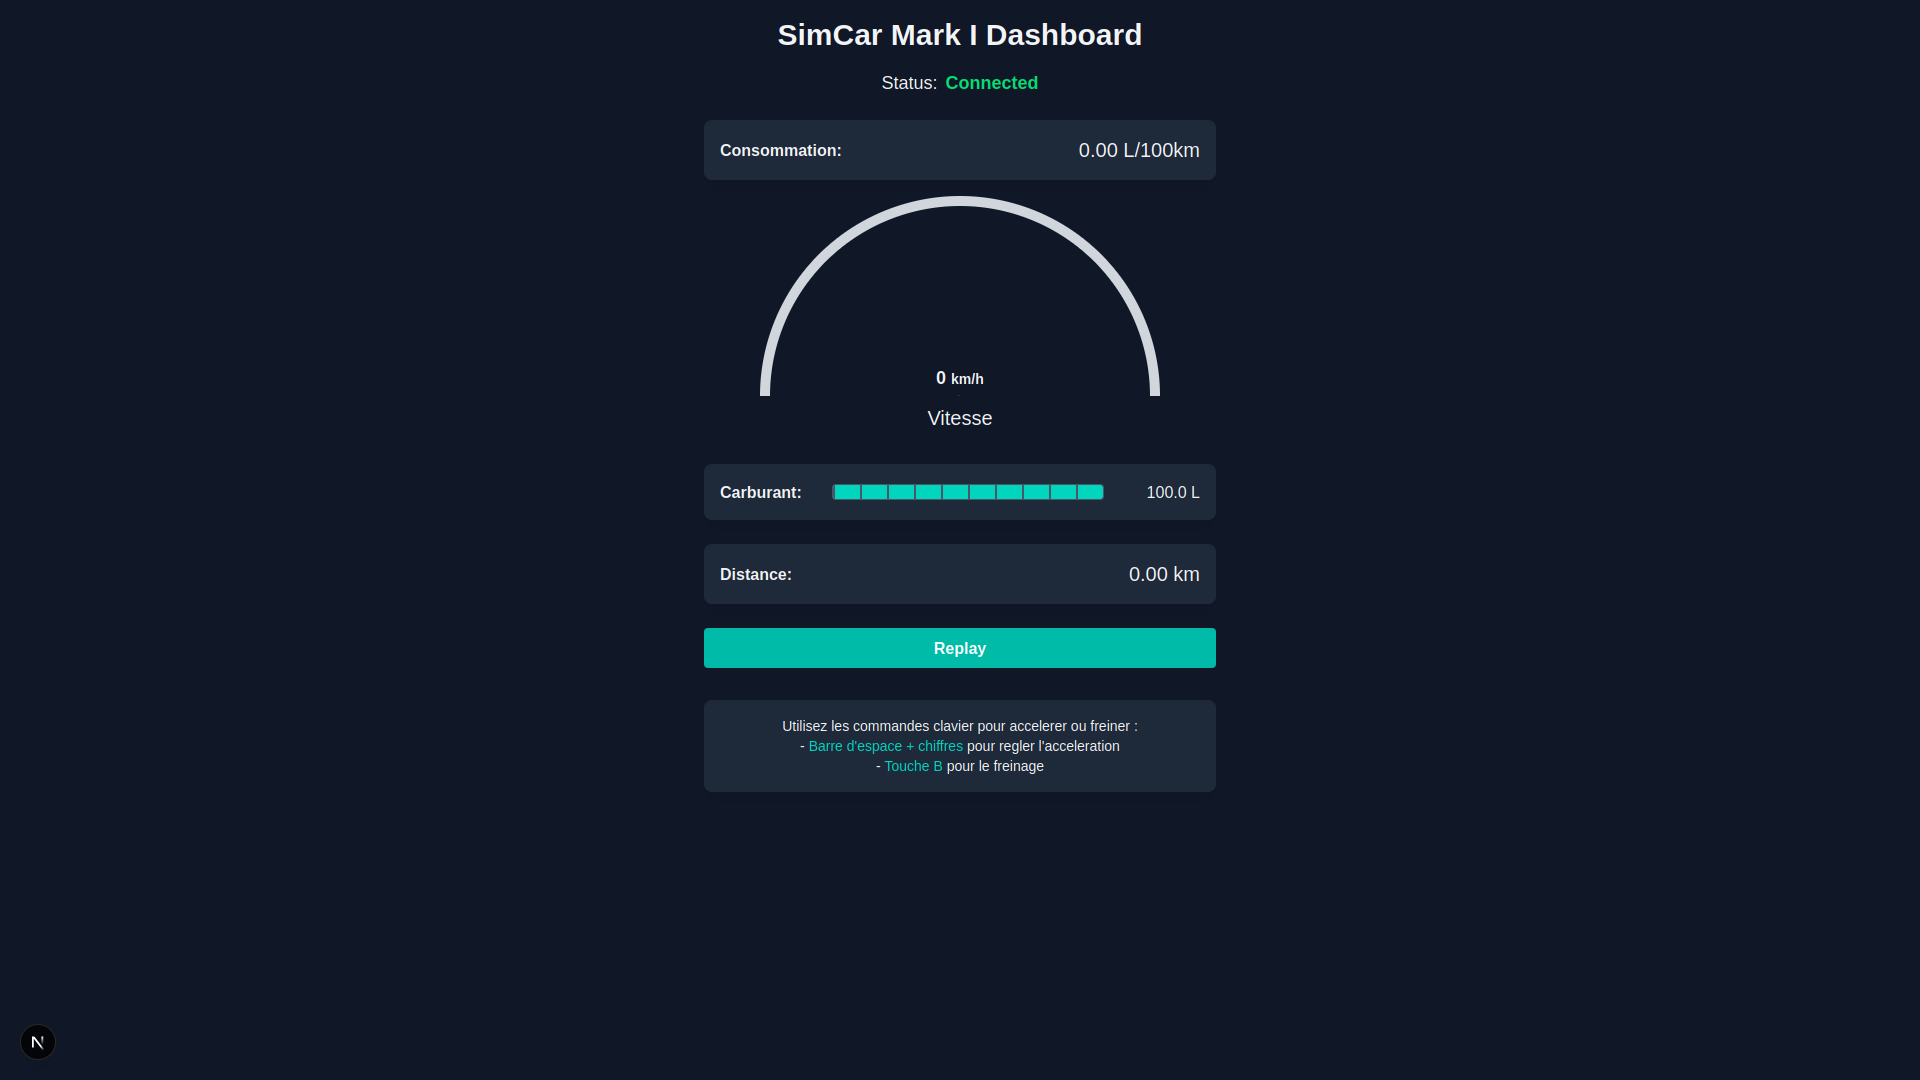 SimCar Mark I Dashboard
Status: Connected
Consommation: 0.00 L/100km
0 km/h
Vitesse
Carburant: 100.0 L
Distance: 0.00 km
Replay
Utilisez les commandes clavier pour accelerer ou freiner :
- Barre d'espace + chiffres pour regler l'acceleration
- Touche B pour le freinage
N